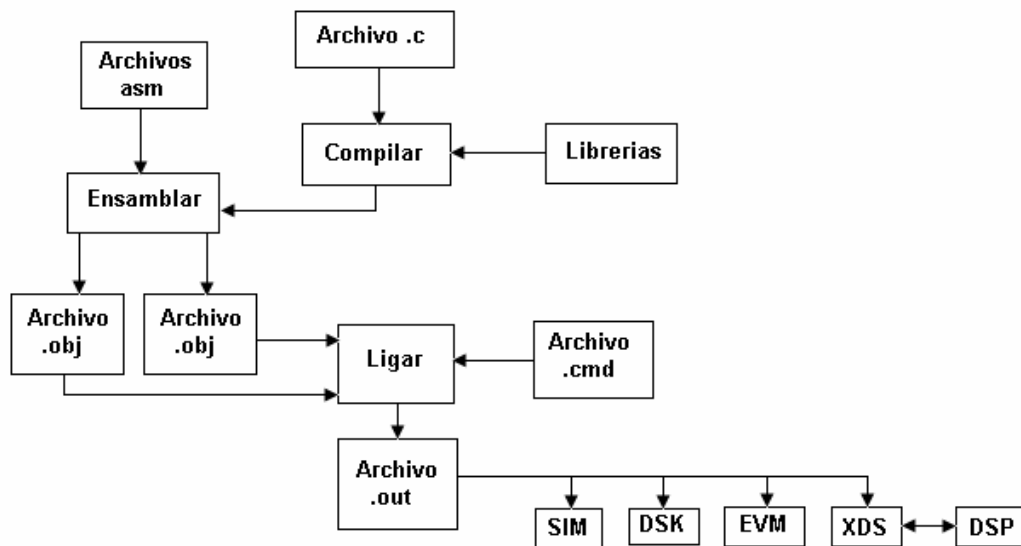 Archivo .c
Archivos
asm
Compilar
Librerias
Ensamblar
Archivo
.obj
Archivo
.obj
Ligar
Archivo
.cmd
Archivo
.out
SIM
DSK
EVM
XDS
DSP